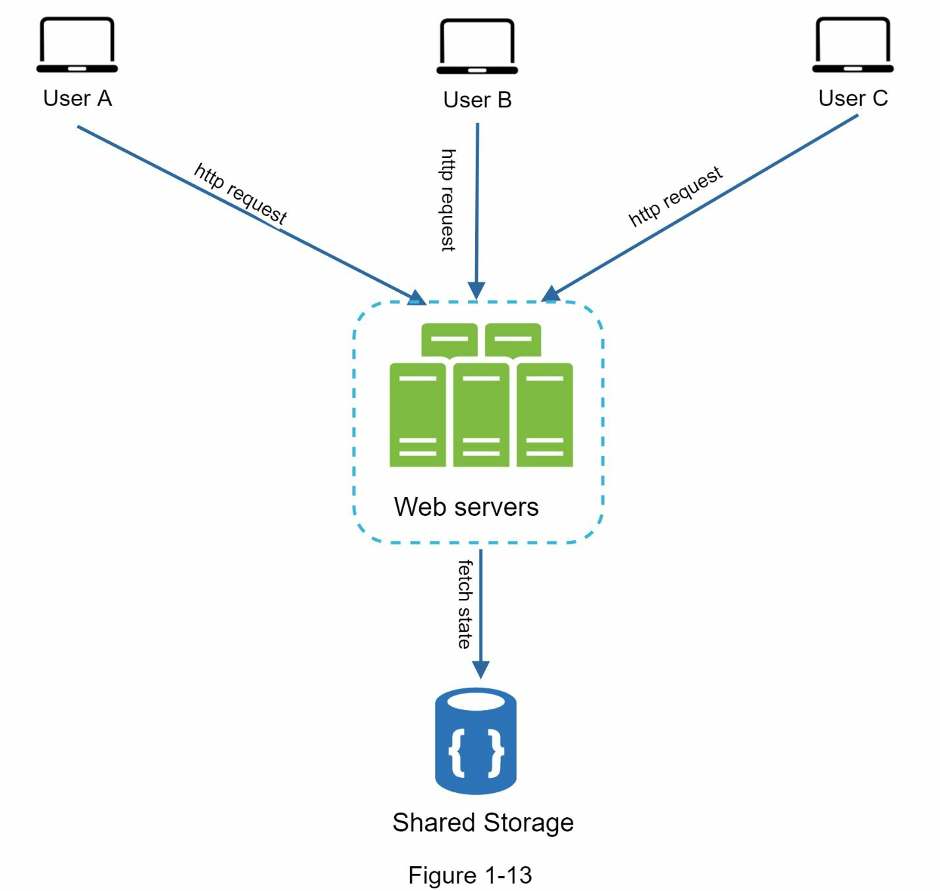 User A
User B
User C
http request
http request
http request
Web servers
fetch state
{ }
Shared Storage
Figure 1-13